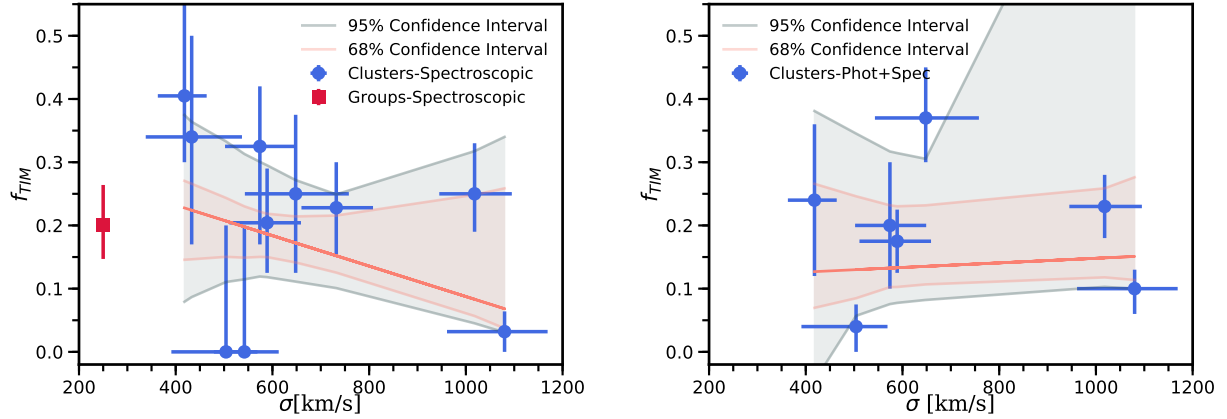 95% Confidence Interval
68% Confidence Interval
Clusters-Spectroscopic
Groups-Spectroscopic
0.5
0.4
0.3
0.2
0.1
0.0
f_TIM
200 400 600 800 1000 1200
σ[km/s]
95% Confidence Interval
68% Confidence Interval
Clusters-Phot+Spec
0.5
0.4
0.3
0.2
0.1
0.0
f_TIM
200 400 600 800 1000 1200
σ [km/s]